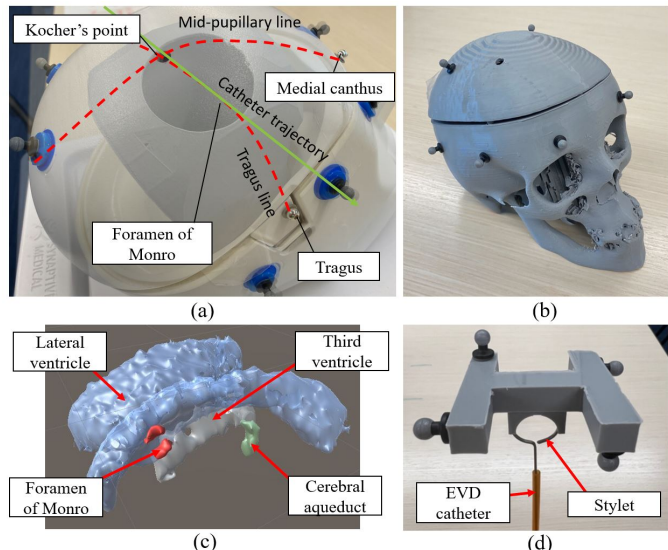 Mid-pupillary line
Kocher's point
Medial canthus
Catheter trajectory
Tragus line
Foramen of
Monro
Tragus
MEDICAL
(a)
(b)
Lateral
ventricle
Third
ventricle
Foramen
of Monro
Cerebral
aqueduct
(c)
EVD
catheter
Stylet
(d)